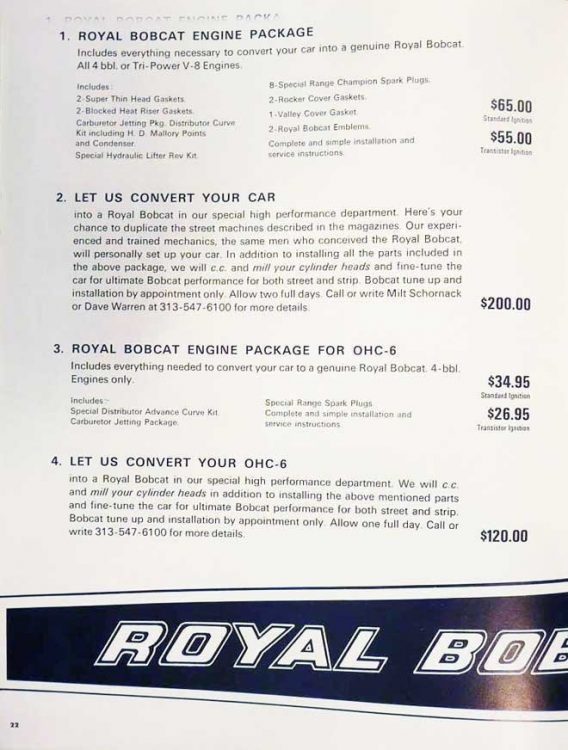 1. ROYAL BOBCAT ENGINE PACKAGE
Includes everything necessary to convert your car into a genuine Royal Bobcat.
All 4 bbl. or Tri-Power V-8 Engines.
Includes:
2-Super Thin Head Gaskets.
2-Blocked Heat Riser Gaskets.
Carburetor Jetting Pkg. Distributor Curve
Kit including H. D. Mallory Points
and Condenser.
Special Hydraulic Lifter Rev Kit.
8-Special Range Champion Spark Plugs.
2-Rocker Cover Gaskets.
1-Valley Cover Gasket.
2-Royal Bobcat Emblems.
Complete and simple installation and
service instructions.
$65.00
Standard Ignition
$55.00
Transistor Ignition
2. LET US CONVERT YOUR CAR
into a Royal Bobcat in our special high performance department. Here's your
chance to duplicate the street machines described in the magazines. Our experi-
enced and trained mechanics, the same men who conceived the Royal Bobcat,
will personally set up your car. In addition to installing all the parts included in
the above package, we will c.c. and mill your cylinder heads and fine-tune the
car for ultimate Bobcat performance for both street and strip. Bobcat tune up and
installation by appointment only. Allow two full days. Call or write Milt Schornack
or Dave Warren at 313-547-6100 for more details.
$200.00
3. ROYAL BOBCAT ENGINE PACKAGE FOR OHC-6
Includes everything needed to convert your car to a genuine Royal Bobcat. 4-bbl.
Engines only.
Includes:-
Special Distributor Advance Curve Kit.
Carburetor Jetting Package.
Special Range Spark Plugs.
Complete and simple installation and
service instructions.
$34.95
Standard Ignition
$26.95
Transistor Ignition
4. LET US CONVERT YOUR OHC-6
into a Royal Bobcat in our special high performance department. We will c.c.
and mill your cylinder heads in addition to installing the above mentioned parts
and fine-tune the car for ultimate Bobcat performance for both street and strip.
Bobcat tune up and installation by appointment only. Allow one full day. Call or
write 313-547-6100 for more details.
$120.00
ROYAL BOB
22